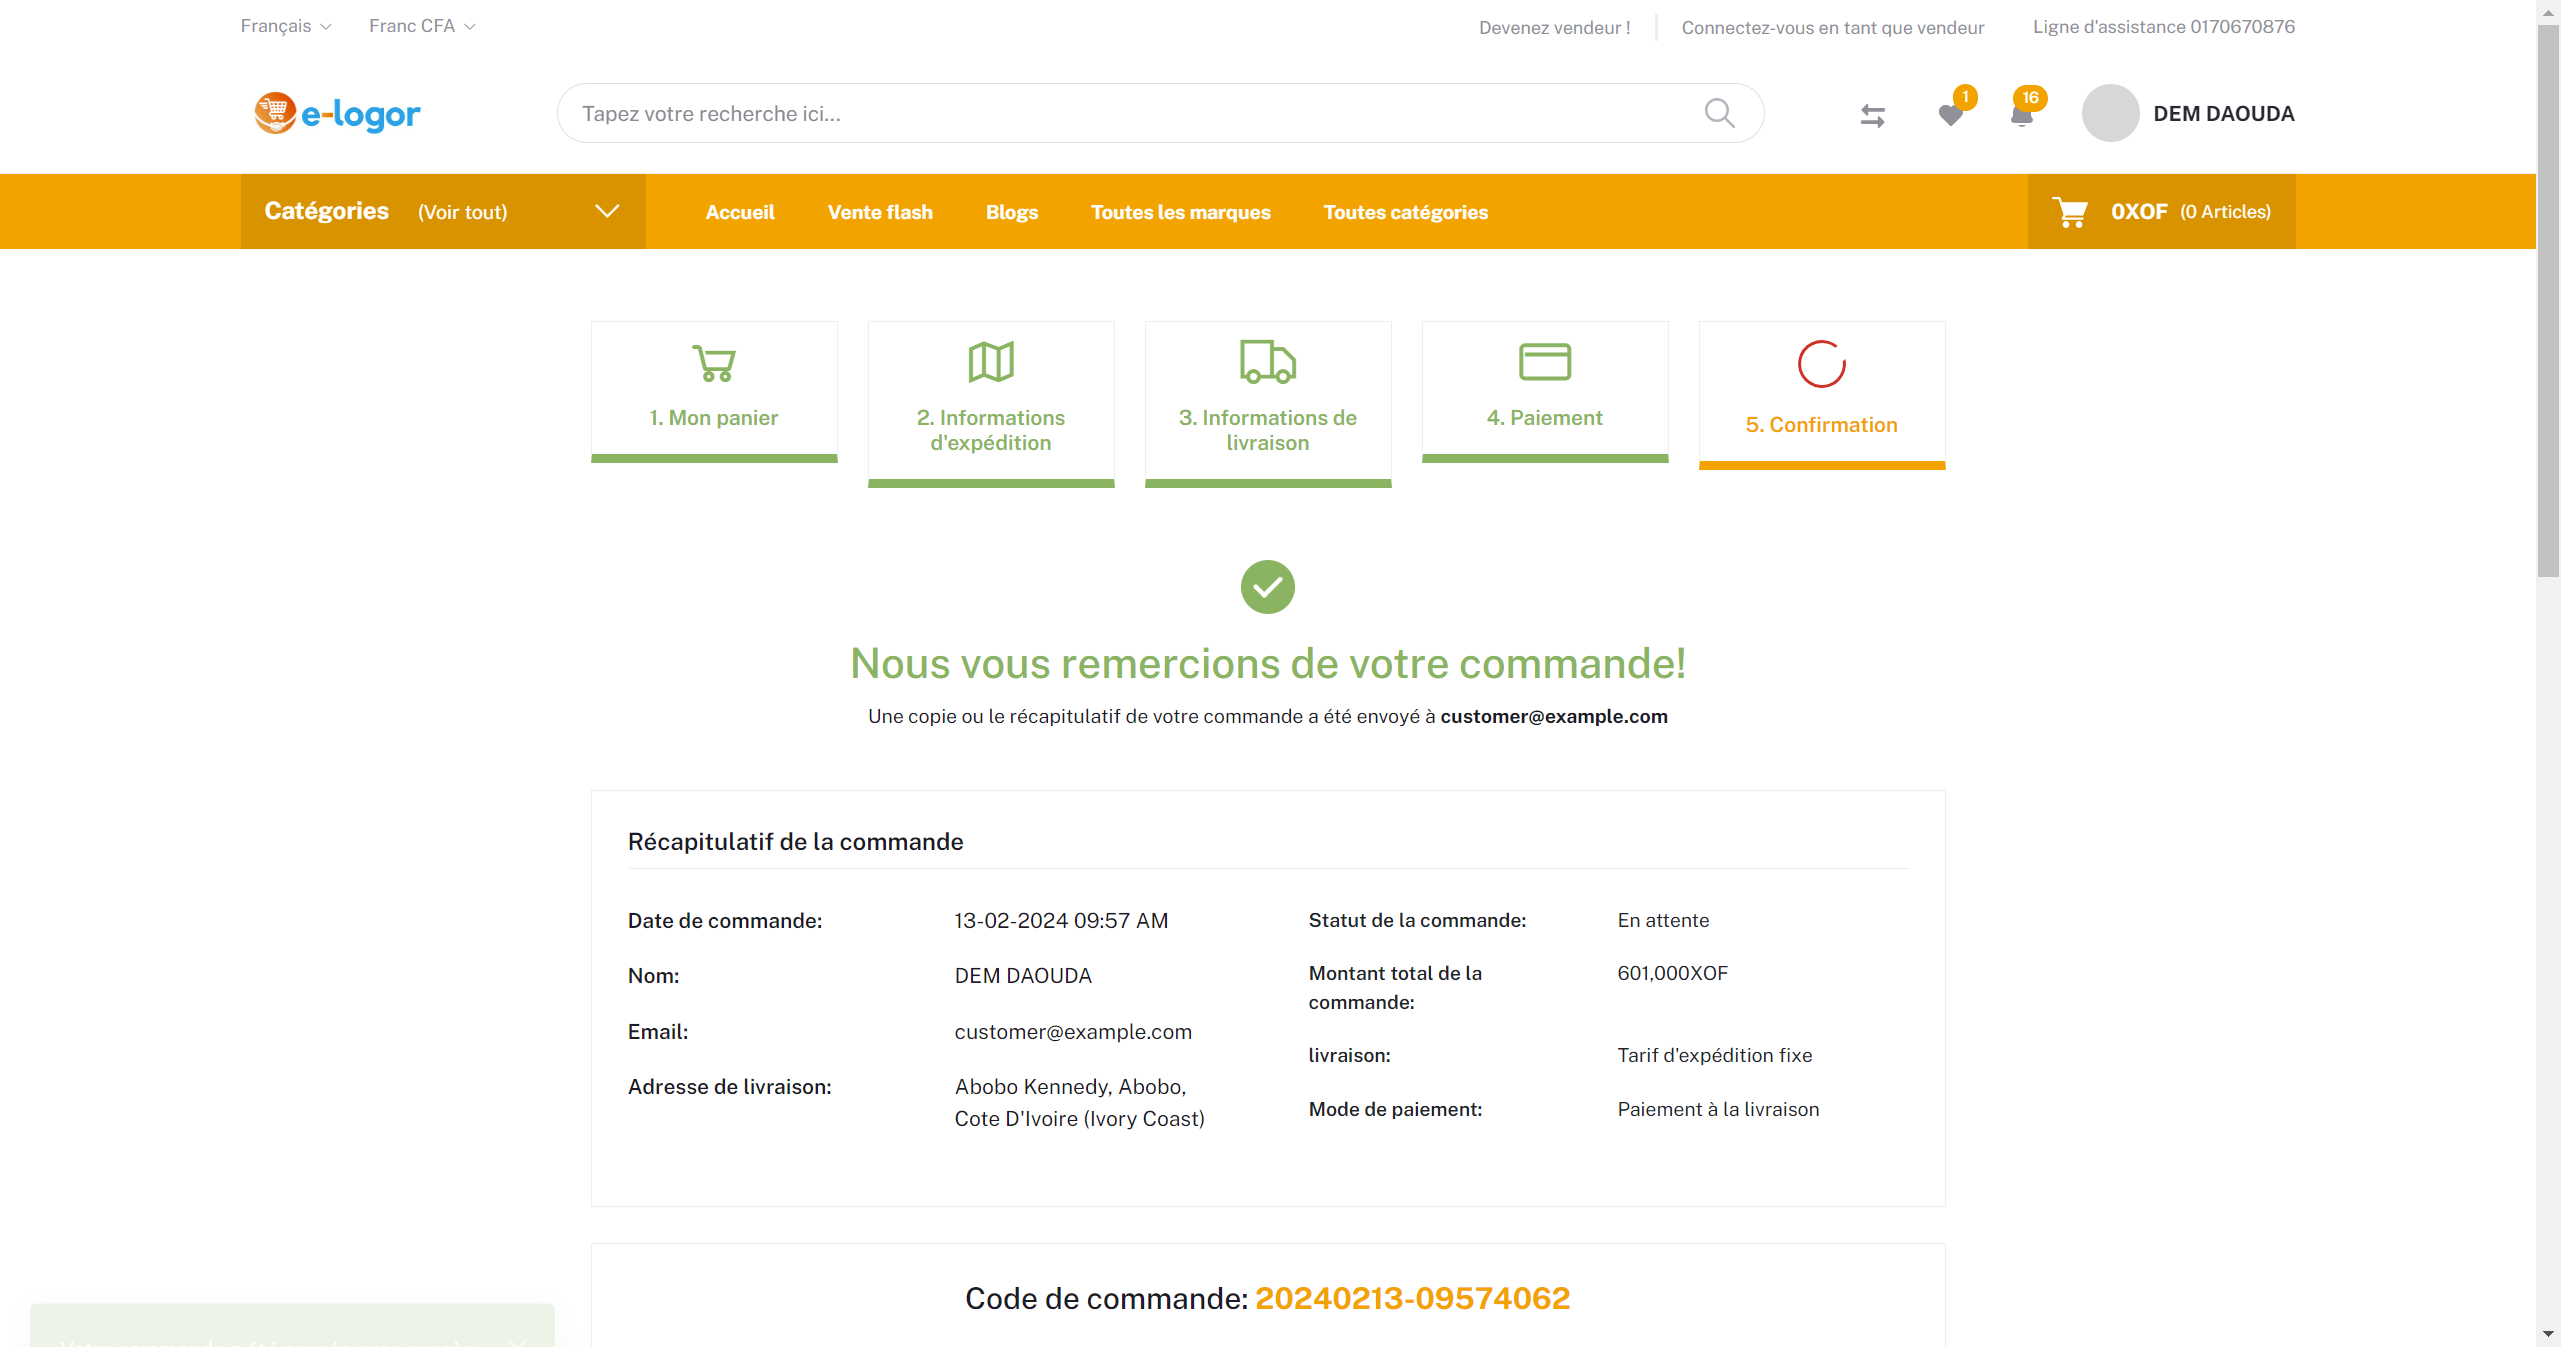 Français
Franc CFA
Devenez vendeur !
Connectez-vous en tant que vendeur
Ligne d'assistance 0170670876
e-logor
Tapez votre recherche ici...
1
16
DEM DAOUDA
Catégories (Voir tout)
Accueil
Vente flash
Blogs
Toutes les marques
Toutes catégories
0XOF (0 Articles)
1. Mon panier
2. Informations
d'expédition
3. Informations de
livraison
4. Paiement
5. Confirmation
Nous vous remercions de votre commande!
Une copie ou le récapitulatif de votre commande a été envoyé à customer@example.com
Récapitulatif de la commande
Date de commande: 13-02-2024 09:57 AM
Nom: DEM DAOUDA
Email: customer@example.com
Adresse de livraison: Abobo Kennedy, Abobo,
Cote D'Ivoire (Ivory Coast)
Statut de la commande: En attente
Montant total de la 601,000XOF
commande:
livraison: Tarif d'expédition fixe
Mode de paiement: Paiement à la livraison
Code de commande: 20240213-09574062